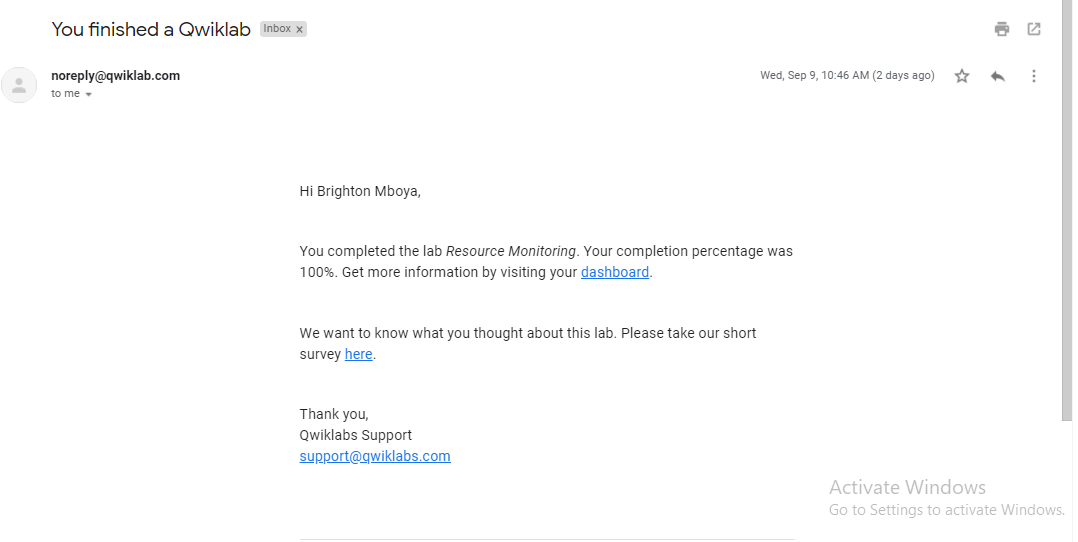 You finished a Qwiklab Inbox x
noreply@qwiklab.com Wed, Sep 9, 10:46 AM (2 days ago)
to me
Hi Brighton Mboya,
You completed the lab Resource Monitoring. Your completion percentage was
100%. Get more information by visiting your dashboard.
We want to know what you thought about this lab. Please take our short
survey here.
Thank you,
Qwiklabs Support
support@qwiklabs.com
Activate Windows
Go to Settings to activate Windows.